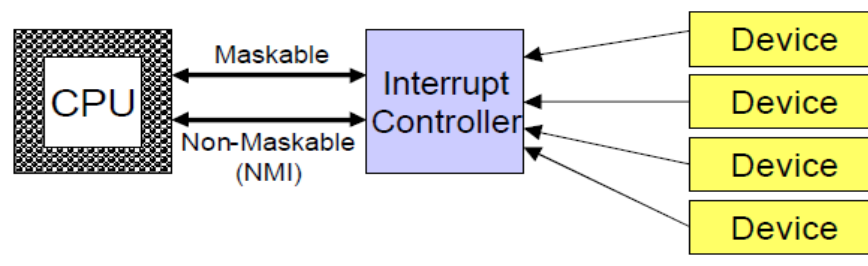 CPU
Maskable
Non-Maskable
(NMI)
Interrupt
Controller
Device
Device
Device
Device